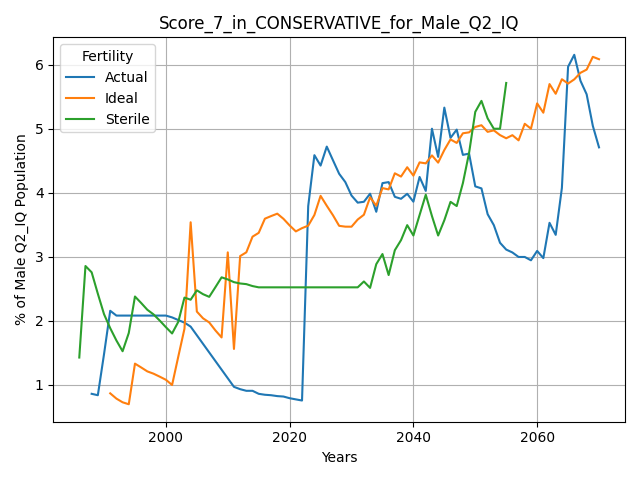 Score_7_in_CONSERVATIVE_for_Male_Q2_IQ
Fertility
Actual
Ideal
Sterile
% of Male Q2_IQ Population
6
5
4
3
2
1
2000 2020 2040 2060
Years